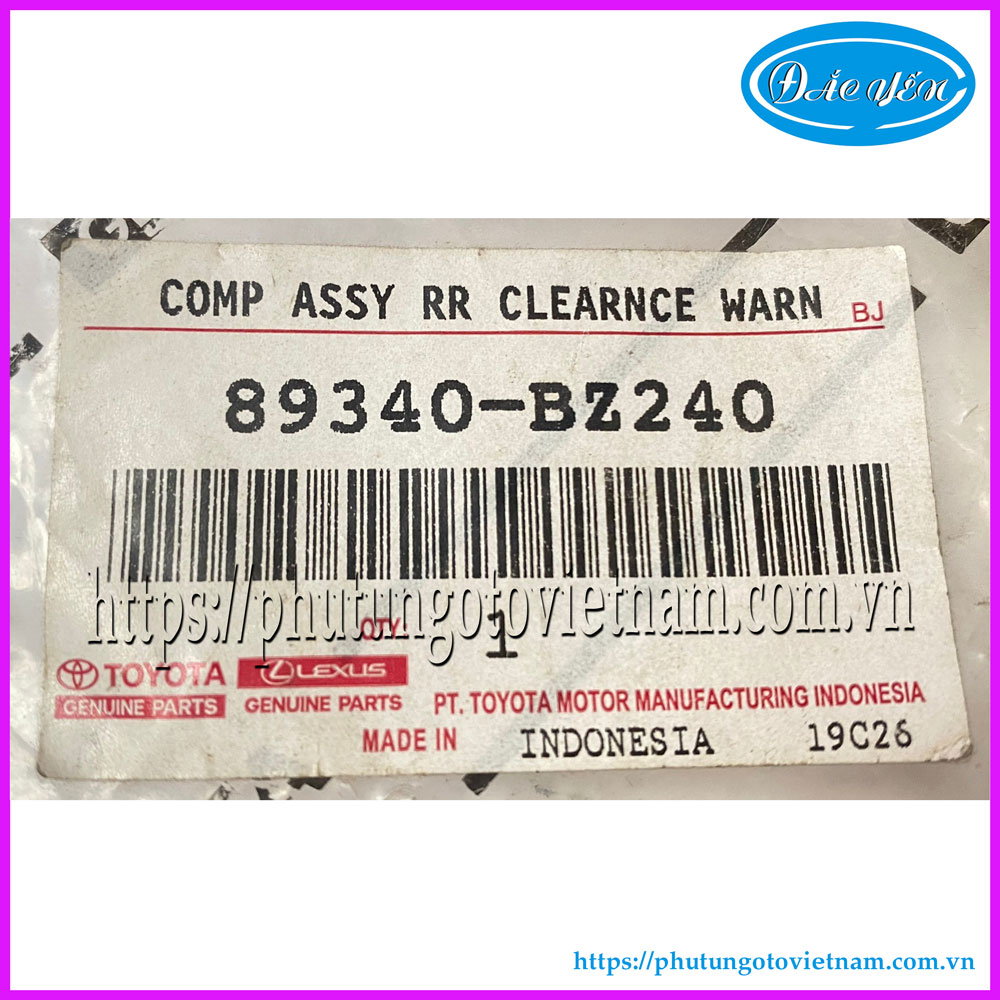 ĐẮC YẾN
COMP ASSY RR CLEARNCE WARN BJ
89340-BZ240
https://phutungotovietnam.com.vn
QTY. 1
TOYOTA LEXUS
GENUINE PARTS GENUINE PARTS PT. TOYOTA MOTOR MANUFACTURING INDONESIA
MADE IN INDONESIA 19C26
https://phutungotovietnam.com.vn